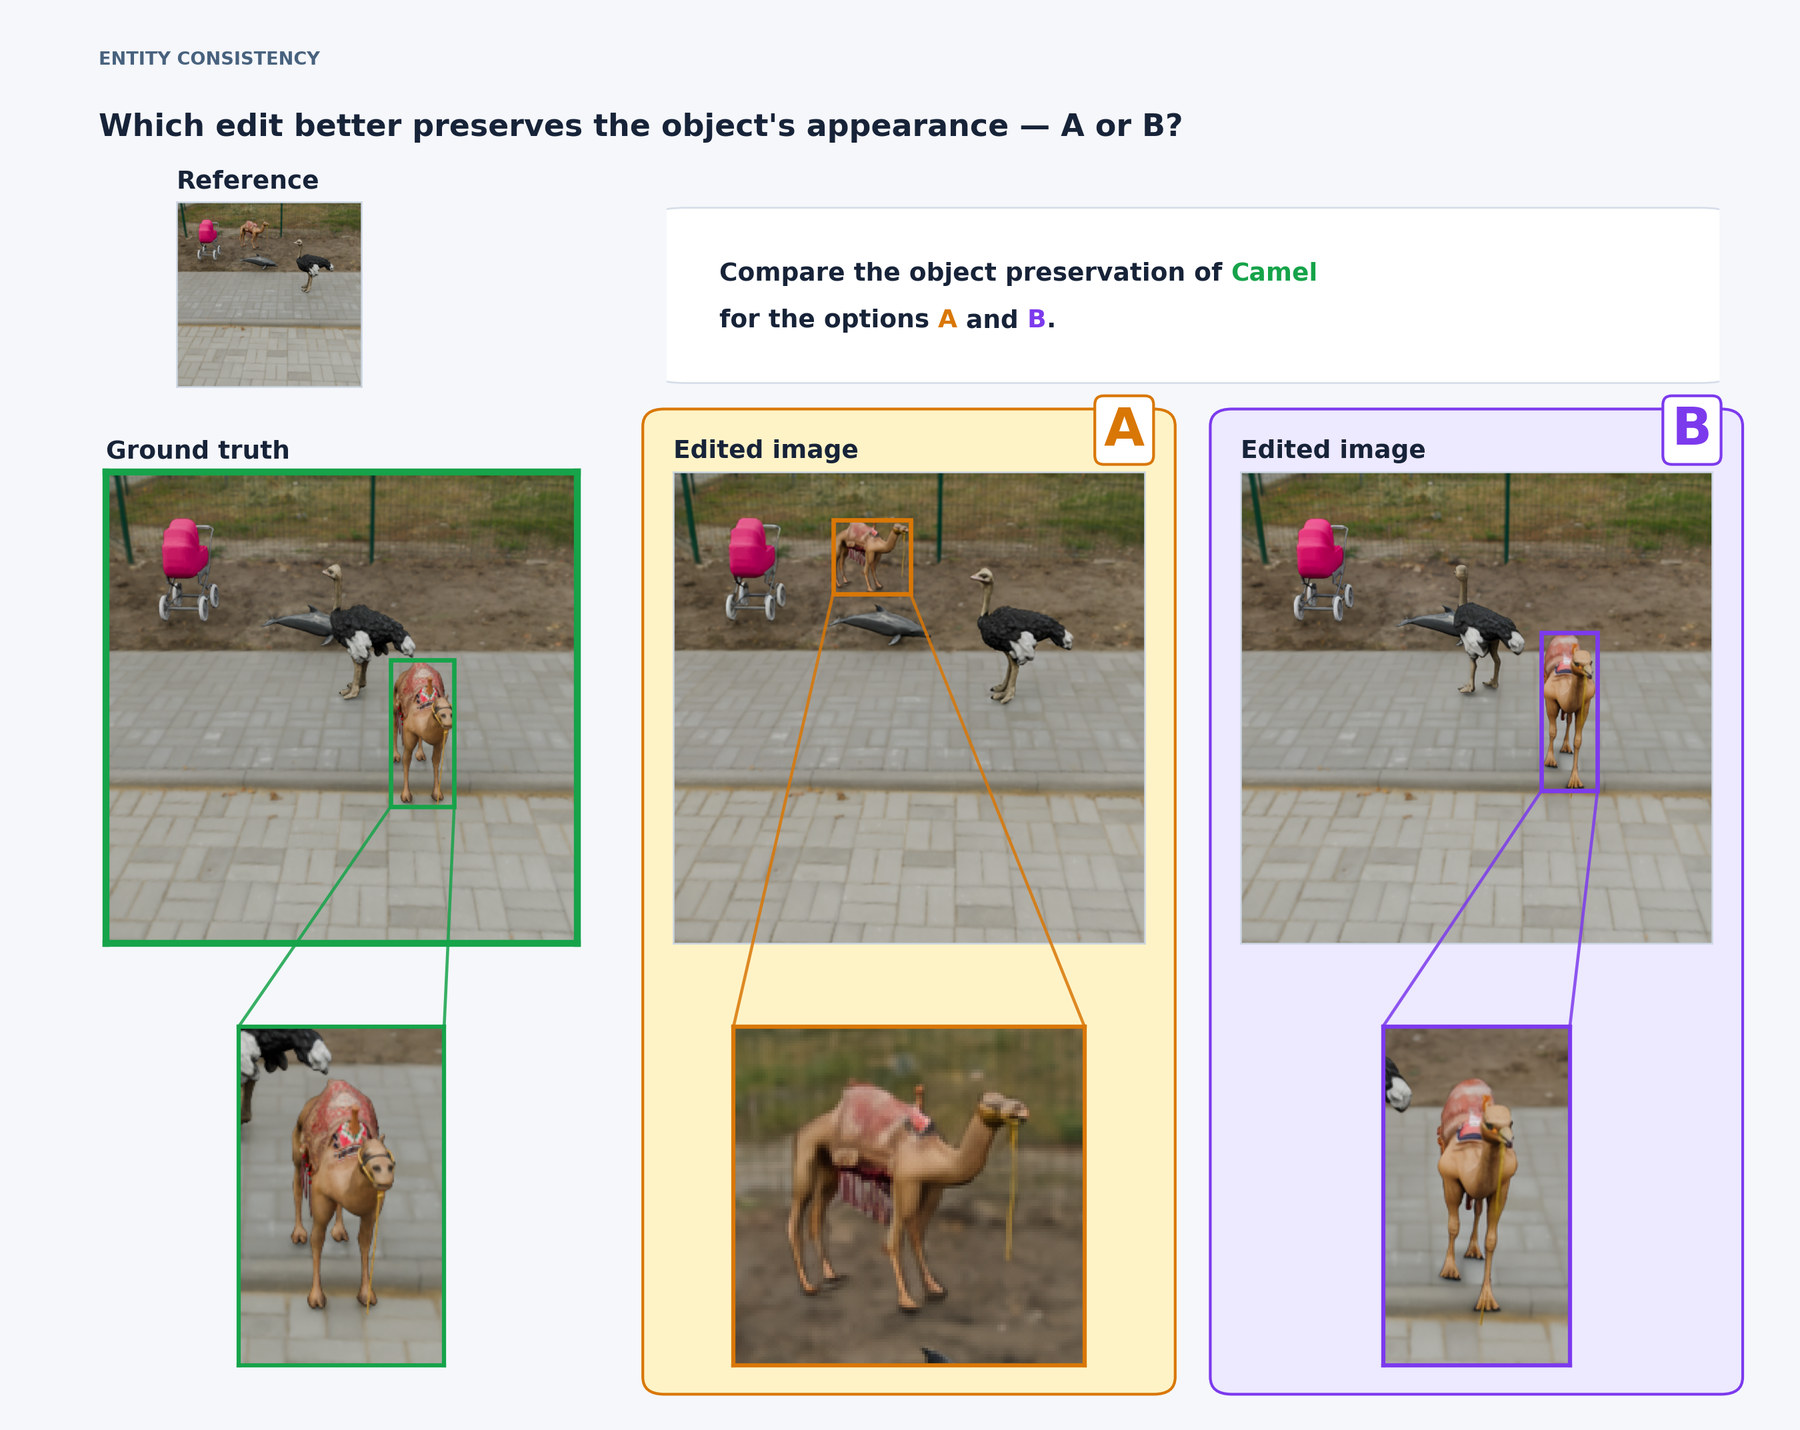 ENTITY CONSISTENCY
Which edit better preserves the object's appearance — A or B?
Reference
Compare the object preservation of Camel
for the options A and B.
Ground truth
Edited image
A
Edited image
B